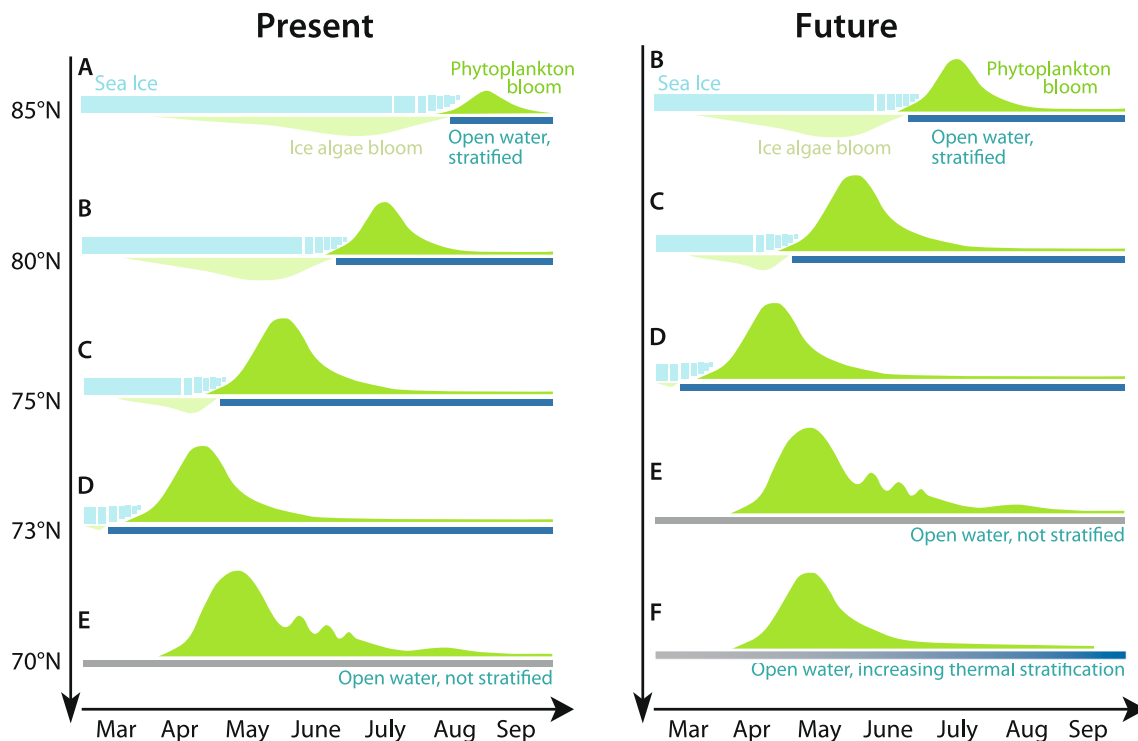 Present
A
Sea Ice
Phytoplankton
bloom
85°N
Ice algae bloom
Open water,
stratified
B
80°N
C
75°N
D
73°N
E
70°N
Open water, not stratified
Mar Apr May June July Aug Sep
Future
B
Sea Ice
Phytoplankton
bloom
Ice algae bloom
Open water,
stratified
C
D
E
Open water, not stratified
F
Open water, increasing thermal stratification
Mar Apr May June July Aug Sep